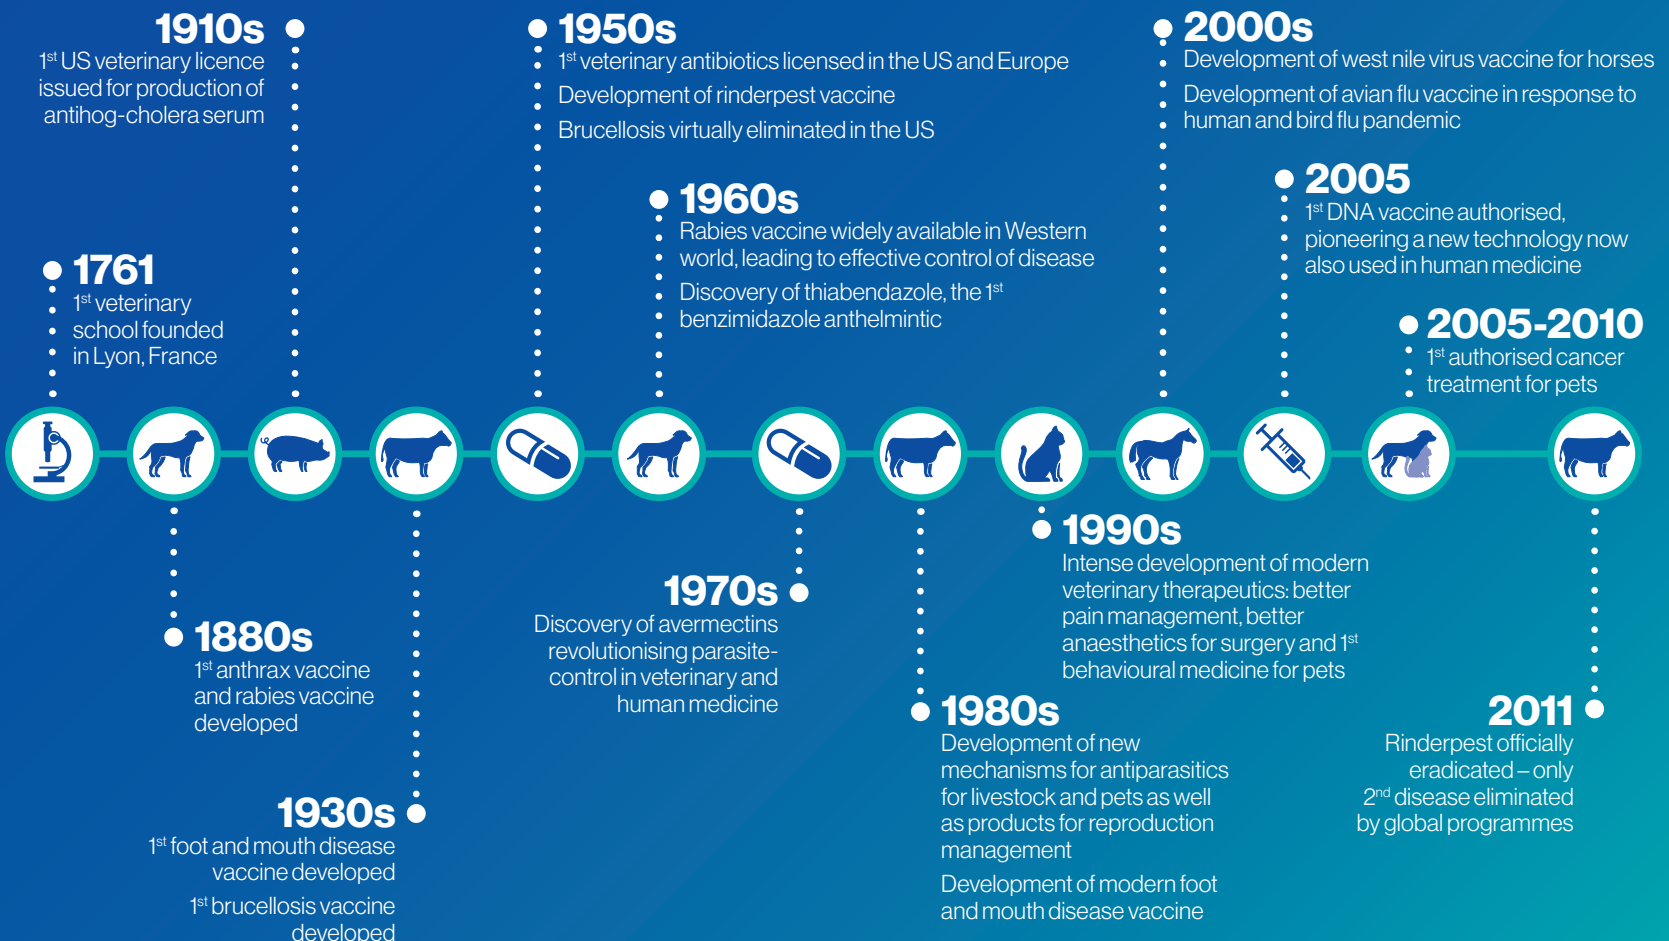 1910s
1st US veterinary licence
issued for production of
antihog-cholera serum
1950s
1st veterinary antibiotics licensed in the US and Europe
Development of rinderpest vaccine
Brucellosis virtually eliminated in the US
2000s
Development of west nile virus vaccine for horses
Development of avian flu vaccine in response to
human and bird flu pandemic
1960s
Rabies vaccine widely available in Western
world, leading to effective control of disease
Discovery of thiabendazole, the 1st
benzimidazole anthelmintic
2005
1st DNA vaccine authorised,
pioneering a new technology now
also used in human medicine
1761
1st veterinary
school founded
in Lyon, France
2005-2010
1st authorised cancer
treatment for pets
1880s
1st anthrax vaccine
and rabies vaccine
developed
1930s
1st foot and mouth disease
vaccine developed
1st brucellosis vaccine
developed
1970s
Discovery of avermectins
revolutionising parasite-
control in veterinary and
human medicine
1980s
Development of new
mechanisms for antiparasitics
for livestock and pets as well
as products for reproduction
management
Development of modern foot
and mouth disease vaccine
1990s
Intense development of modern
veterinary therapeutics: better
pain management, better
anaesthetics for surgery and 1st
behavioural medicine for pets
2011
Rinderpest officially
eradicated – only
2nd disease eliminated
by global programmes